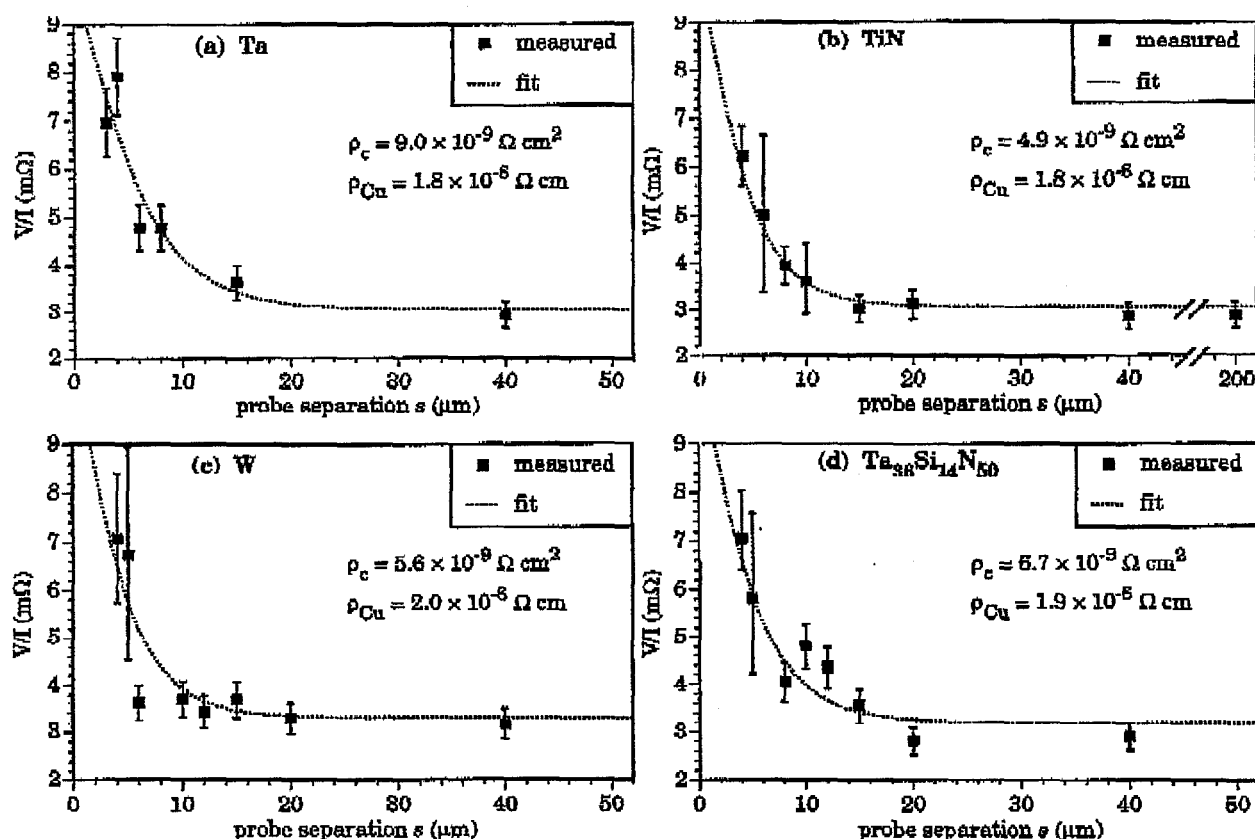 (a) Ta
measured
fit
ρc = 9.0 × 10-9 Ω cm2
ρCu = 1.8 × 10-6 Ω cm
V/I (mΩ)
9
8
7
6
5
4
3
2
0 10 20 30 40 50
probe separation s (μm)
(b) TiN
measured
fit
ρc = 4.9 × 10-9 Ω cm2
ρCu = 1.8 × 10-6 Ω cm
V/I (mΩ)
9
8
7
6
5
4
3
2
0 10 20 30 40 200
probe separation s (μm)
(c) W
measured
fit
ρc = 5.6 × 10-9 Ω cm2
ρCu = 2.0 × 10-6 Ω cm
V/I (mΩ)
9
8
7
6
5
4
3
2
0 10 20 30 40 50
probe separation s (μm)
(d) Ta36Si14N50
measured
fit
ρc = 6.7 × 10-9 Ω cm2
ρCu = 1.9 × 10-6 Ω cm
V/I (mΩ)
9
8
7
6
5
4
3
2
0 10 20 30 40 50
probe separation s (μm)